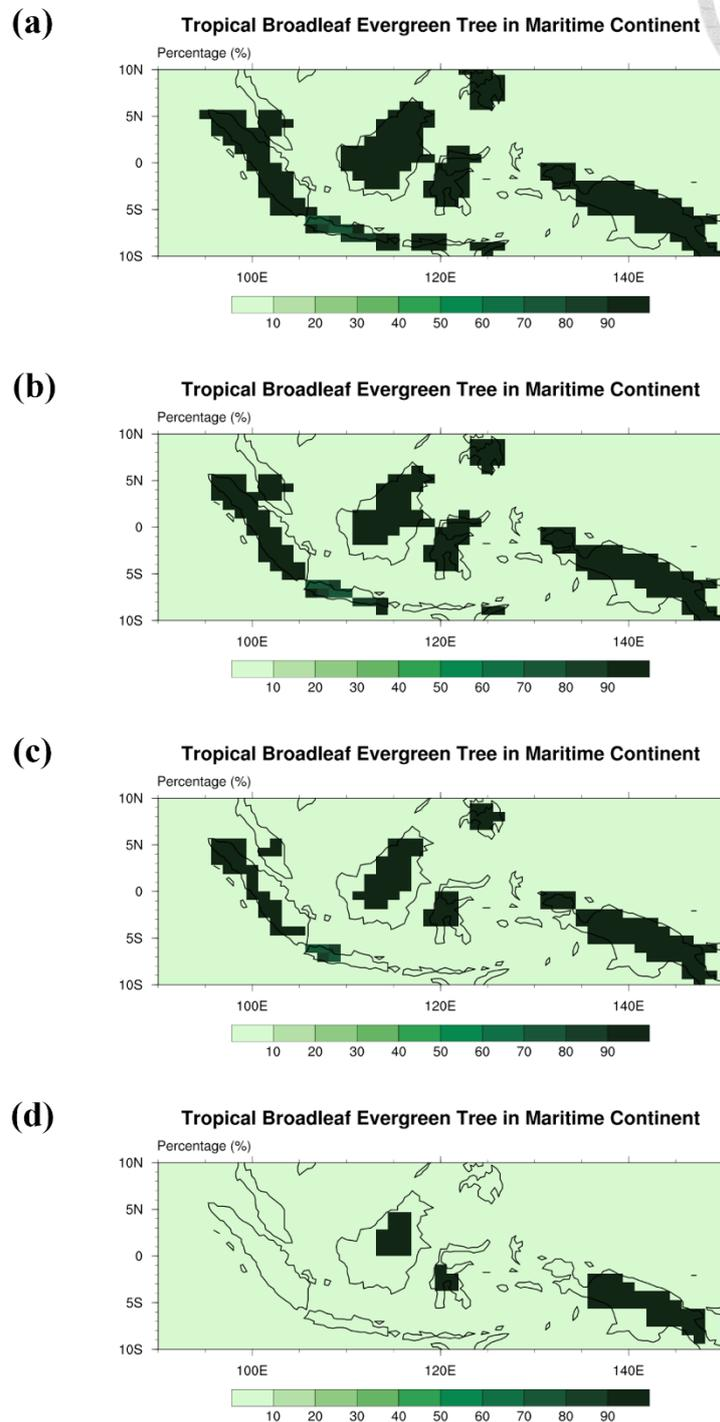 (a)
Tropical Broadleaf Evergreen Tree in Maritime Continent
Percentage (%)
10N
5N
0
5S
10S
100E 120E 140E
10 20 30 40 50 60 70 80 90
(b)
Tropical Broadleaf Evergreen Tree in Maritime Continent
Percentage (%)
10N
5N
0
5S
10S
100E 120E 140E
10 20 30 40 50 60 70 80 90
(c)
Tropical Broadleaf Evergreen Tree in Maritime Continent
Percentage (%)
10N
5N
0
5S
10S
100E 120E 140E
10 20 30 40 50 60 70 80 90
(d)
Tropical Broadleaf Evergreen Tree in Maritime Continent
Percentage (%)
10N
5N
0
5S
10S
100E 120E 140E
10 20 30 40 50 60 70 80 90